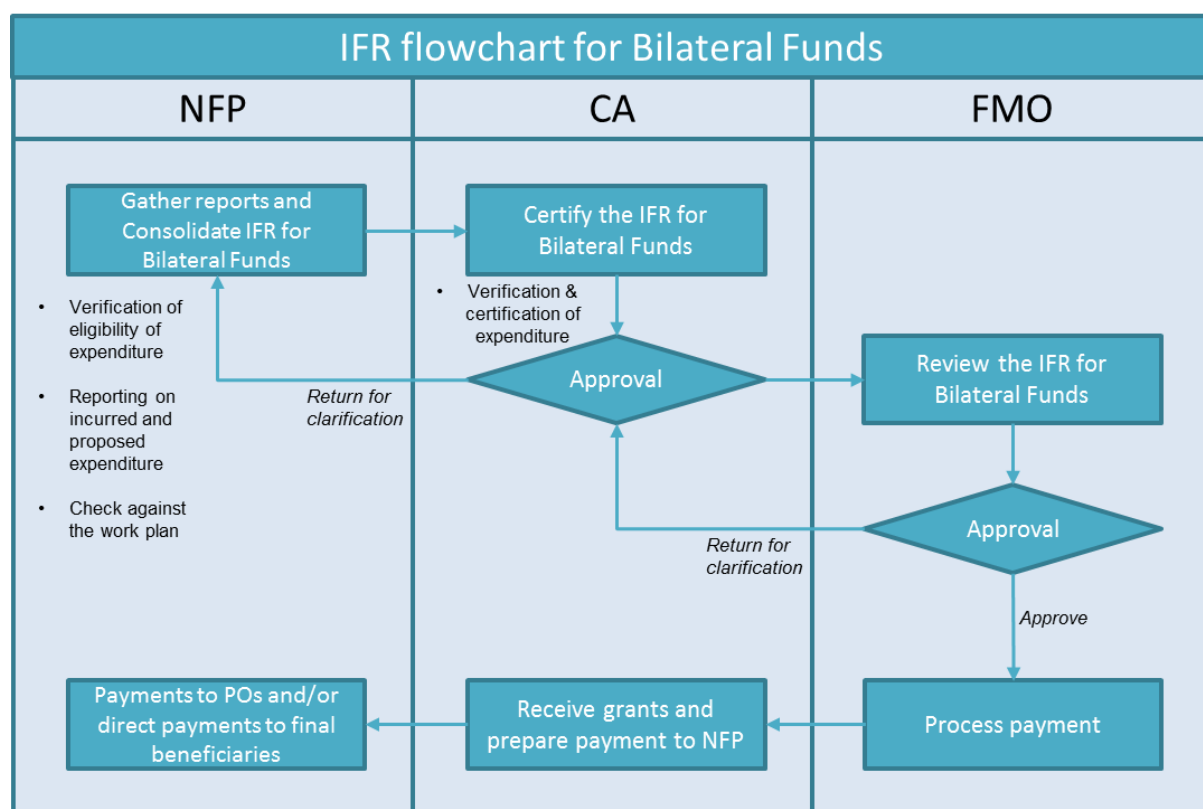 IFR flowchart for Bilateral Funds
NFP
CA
FMO
Gather reports and
Consolidate IFR for
Bilateral Funds
Certify the IFR for
Bilateral Funds
• Verification of
eligibility of
expenditure
• Reporting on
incurred and
proposed
expenditure
• Check against
the work plan
• Verification &
certification of
expenditure
Approval
Return for
clarification
Review the IFR for
Bilateral Funds
Approval
Return for
clarification
Approve
Payments to POs and/or
direct payments to final
beneficiaries
Receive grants and
prepare payment to NFP
Process payment